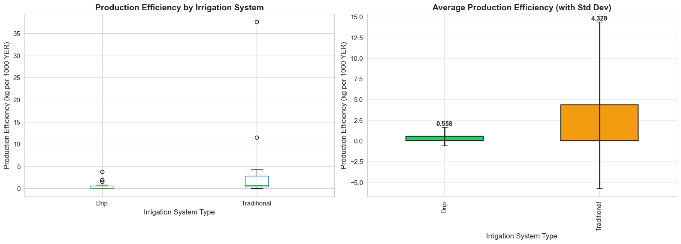 Production Efficiency by Irrigation System
Production Efficiency (kg per 1000 YER)
35
30
25
20
15
10
5
0
Drip
Traditional
Irrigation System Type
Average Production Efficiency (with Std Dev)
Production Efficiency (kg per 1000 YER)
15.0
12.5
10.0
7.5
5.0
2.5
0.0
−2.5
−5.0
0.558
4.329
Drip
Traditional
Irrigation System Type